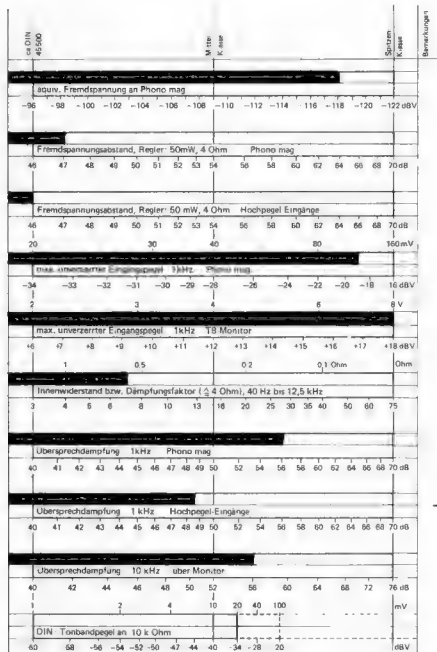 ca DIN
45500
Mittel
Klasse
Spitzen
Klasse
Bemerkungen
äquiv. Fremdspannung an Phono mag
-96 -98 -100 -102 -104 -106 -108 -110 -112 -114 -116 -118 -120 -122 dBV
Fremdspannungsabstand, Regler: 50mW, 4 Ohm Phono mag
46 47 48 49 50 51 52 53 54 56 58 60 62 64 66 68 70 dB
Fremdspannungsabstand, Regler: 50 mW, 4 Ohm Hochpegel Eingänge
46 47 48 49 50 51 52 53 54 56 58 60 62 64 66 68 70 dB
20 30 40 80 160 mV
max. unverzerrter Eingangspegel 1kHz Phono mag
-34 -33 -32 -31 -30 -29 -28 -26 -24 -22 -20 -18 16 dBV
2 3 4 6 8 V
max. unverzerrter Eingangspegel 1kHz TB Monitor
+6 +7 +8 +9 +10 +11 +12 +13 +14 +15 +16 +17 +18 dBV
1 0.5 0.2 0.1 Ohm Ohm
Innenwiderstand bzw. Dämpfungsfaktor (≙ 4 Ohm), 40 Hz bis 12,5 kHz
3 4 5 6 8 10 13 16 20 25 30 35 40 50 60 75
Übersprechdämpfung 1kHz Phono mag
40 41 42 43 44 45 46 47 48 49 50 52 54 56 58 60 62 64 66 68 70 dB
Übersprechdämpfung 1 kHz Hochpegel-Eingänge
40 41 42 43 44 45 46 47 48 49 50 52 54 56 58 60 62 64 66 68 70 dB
Übersprechdämpfung 10 kHz über Monitor
40 42 44 46 48 50 52 56 60 64 68 72 76 dB
1 2 4 10 20 40 100 mV
DIN Tonbandpegel an 10 k Ohm
60 68 -56 -54 -52 -50 47 44 -40 -34 -28 20 dBV